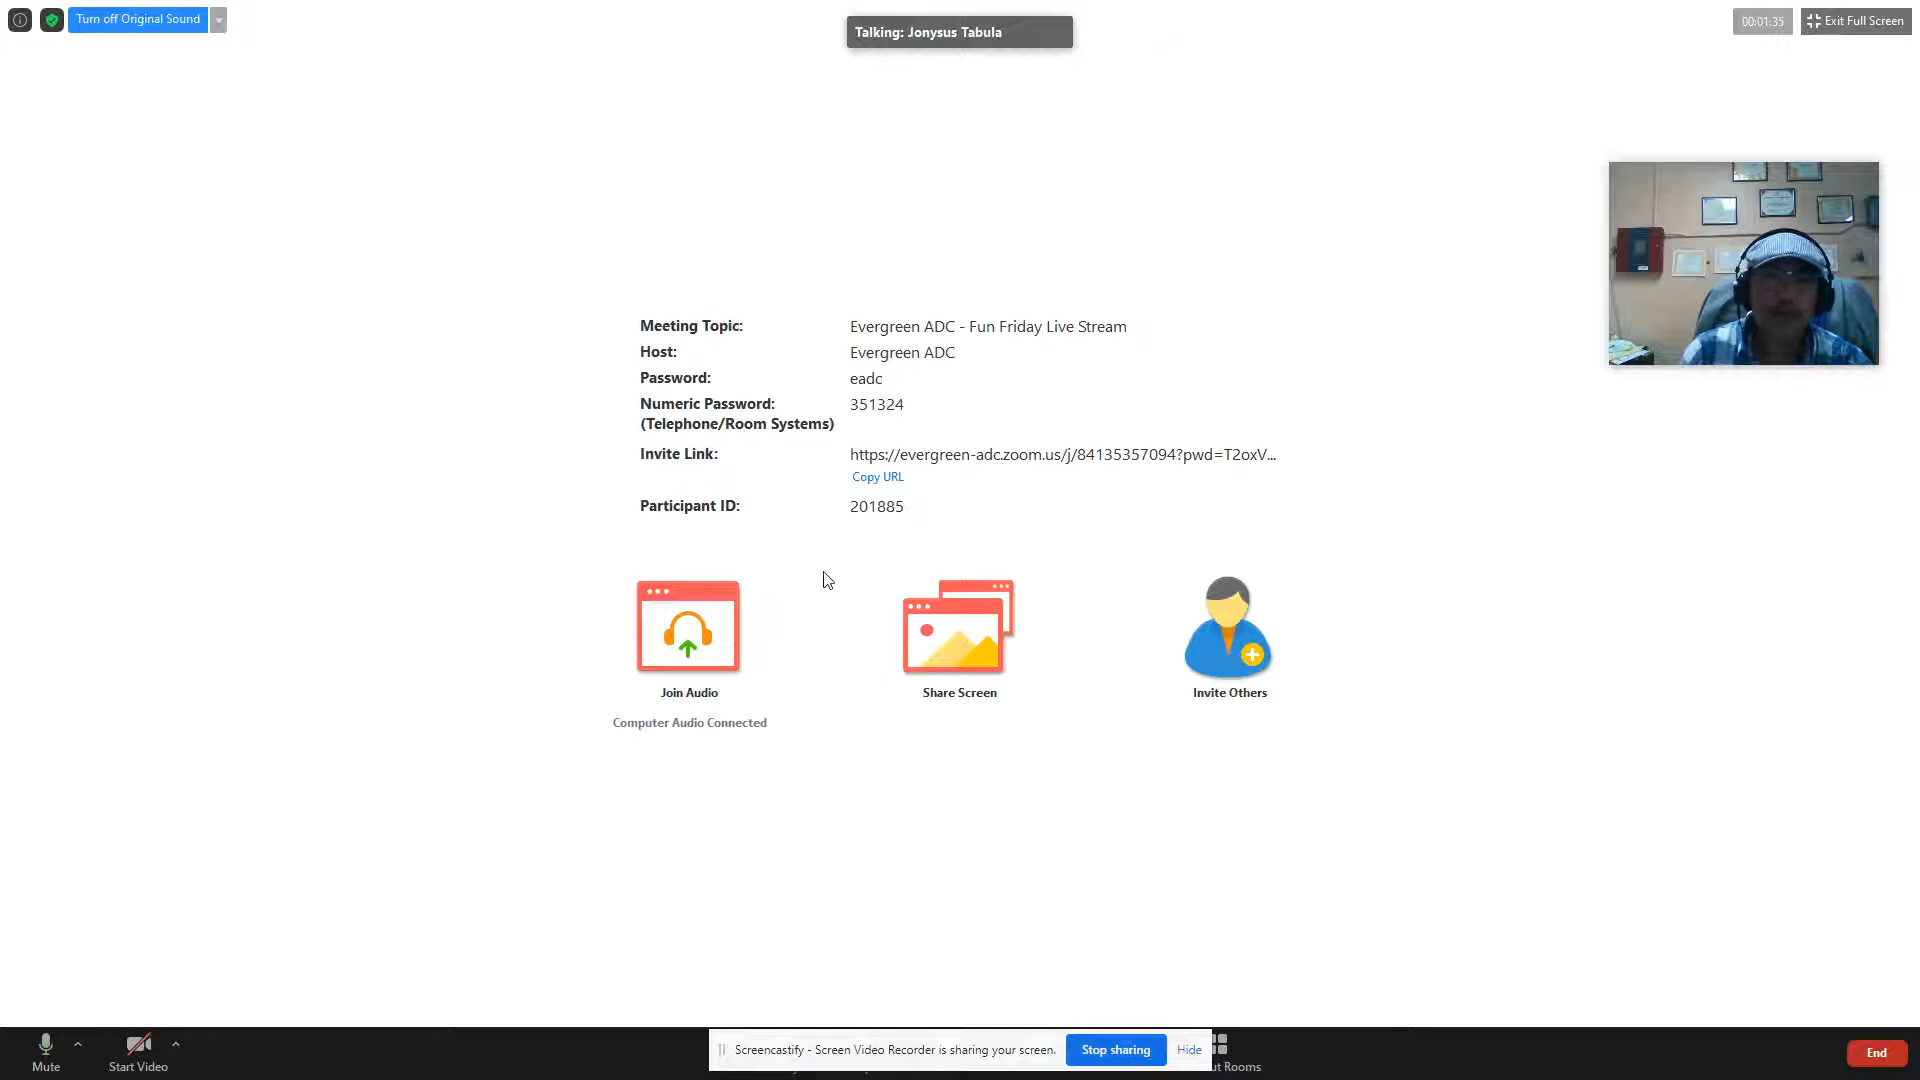 Turn off Original Sound
Talking: Jonysus Tabula
00:01:35
Exit Full Screen
Meeting Topic: Evergreen ADC - Fun Friday Live Stream
Host: Evergreen ADC
Password: eadc
Numeric Password: 351324
(Telephone/Room Systems)
Invite Link: https://evergreen-adc.zoom.us/j/84135357094?pwd=T2oxV...
Copy URL
Participant ID: 201885
Join Audio
Share Screen
Invite Others
Computer Audio Connected
Mute
Start Video
Screencastify - Screen Video Recorder is sharing your screen.
Stop sharing
Hide
ut Rooms
End